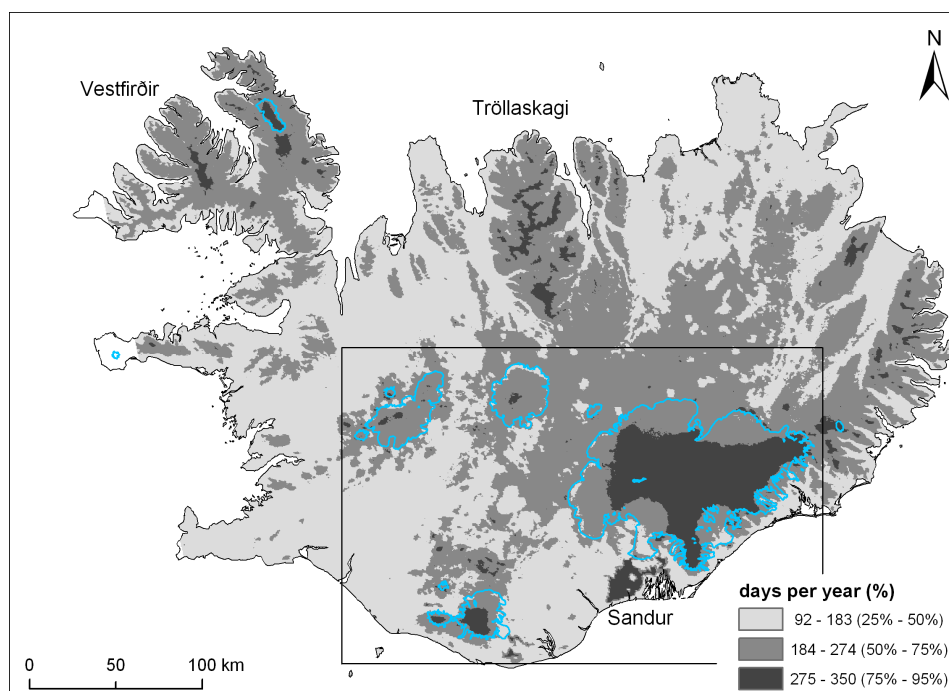 N
Vestfirðir
Tröllaskagi
Sandur
days per year (%)
92 - 183 (25% - 50%)
184 - 274 (50% - 75%)
275 - 350 (75% - 95%)
0 50 100 km